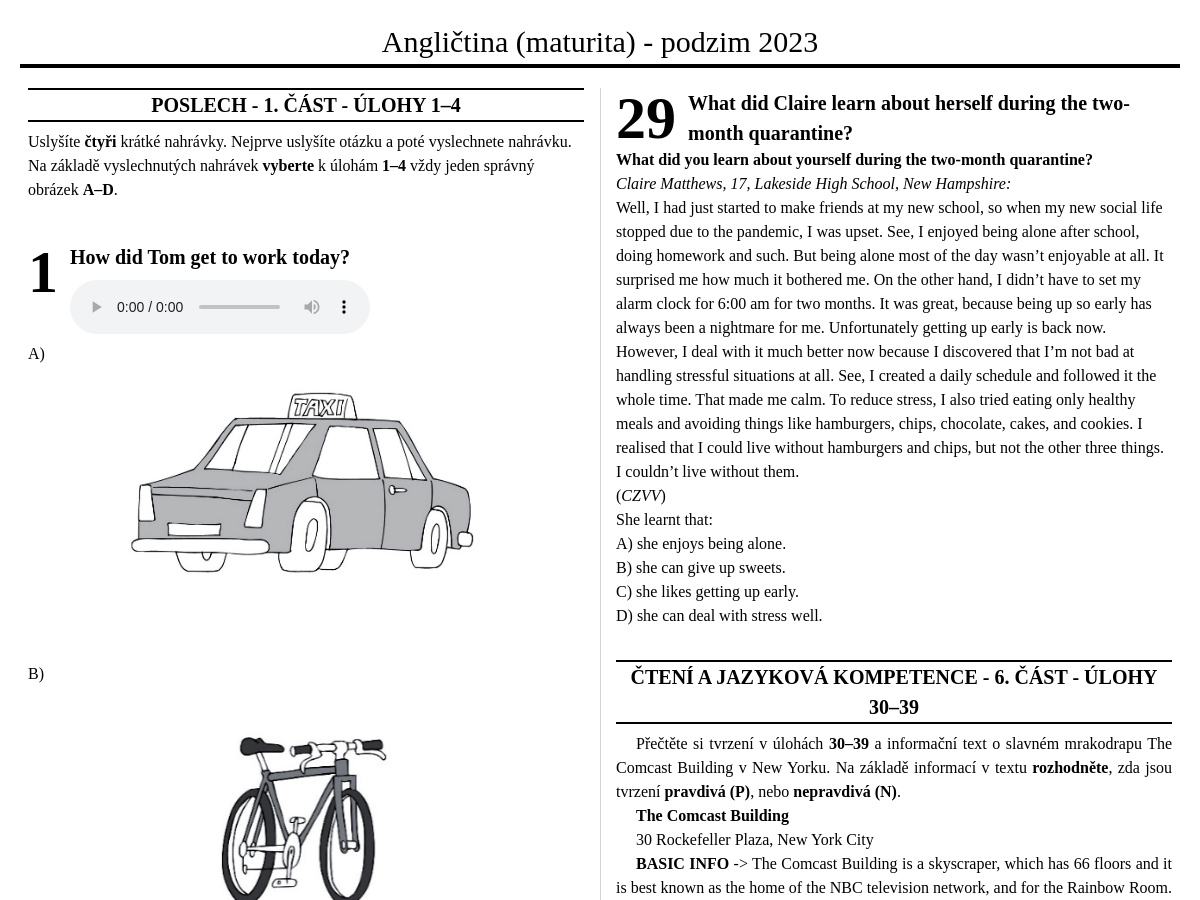 Angličtina (maturita) - podzim 2023
POSLECH - 1. ČÁST - ÚLOHY 1–4
Uslyšíte čtyři krátké nahrávky. Nejprve uslyšíte otázku a poté vyslechnete nahrávku.
Na základě vyslechnutých nahrávek vyberte k úlohám 1–4 vždy jeden správný
obrázek A–D.
1 How did Tom get to work today?
0:00 / 0:00
A)
TAXI
B)
29 What did Claire learn about herself during the two-
month quarantine?
What did you learn about yourself during the two-month quarantine?
Claire Matthews, 17, Lakeside High School, New Hampshire:
Well, I had just started to make friends at my new school, so when my new social life
stopped due to the pandemic, I was upset. See, I enjoyed being alone after school,
doing homework and such. But being alone most of the day wasn’t enjoyable at all. It
surprised me how much it bothered me. On the other hand, I didn’t have to set my
alarm clock for 6:00 am for two months. It was great, because being up so early has
always been a nightmare for me. Unfortunately getting up early is back now.
However, I deal with it much better now because I discovered that I’m not bad at
handling stressful situations at all. See, I created a daily schedule and followed it the
whole time. That made me calm. To reduce stress, I also tried eating only healthy
meals and avoiding things like hamburgers, chips, chocolate, cakes, and cookies. I
realised that I could live without hamburgers and chips, but not the other three things.
I couldn’t live without them.
(CZVV)
She learnt that:
A) she enjoys being alone.
B) she can give up sweets.
C) she likes getting up early.
D) she can deal with stress well.
ČTENÍ A JAZYKOVÁ KOMPETENCE - 6. ČÁST - ÚLOHY
30–39
Přečtěte si tvrzení v úlohách 30–39 a informační text o slavném mrakodrapu The
Comcast Building v New Yorku. Na základě informací v textu rozhodněte, zda jsou
tvrzení pravdivá (P), nebo nepravdivá (N).
The Comcast Building
30 Rockefeller Plaza, New York City
BASIC INFO -> The Comcast Building is a skyscraper, which has 66 floors and it
is best known as the home of the NBC television network, and for the Rainbow Room.